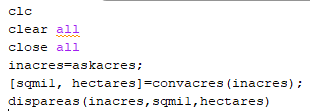 clc
clear all
close all
inacres=askacres;
[sqmil, hectares]=convacres(inacres);
dispareas(inacres,sqmil,hectares)